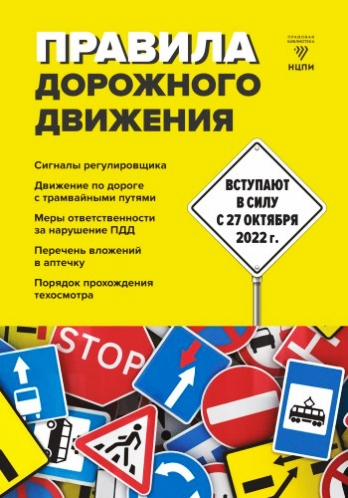 ПРАВИЛА
ДОРОЖНОГО
ДВИЖЕНИЯ
ПРАВОВАЯ
БИБЛИОТЕКА
НЦПИ
Сигналы регулировщика
Движение по дороге
с трамвайными путями
Меры ответственности
за нарушение ПДД
Перечень вложений
в аптечку
Порядок прохождения
техосмотра
ВСТУПАЮТ
В СИЛУ
С 27 ОКТЯБРЯ
2022 г.
STOP